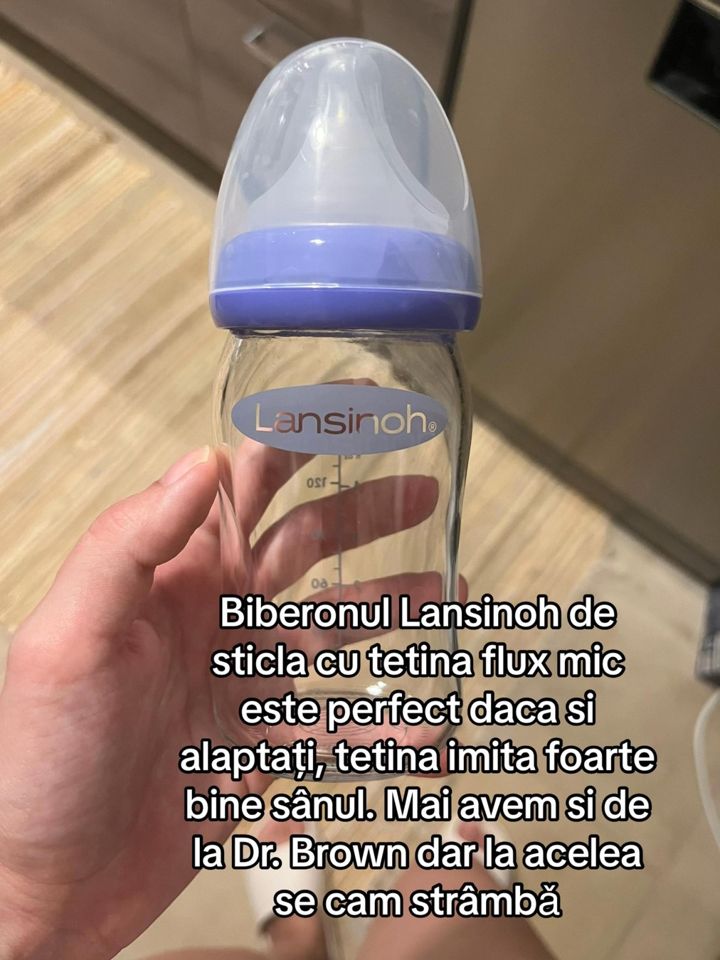 Lansinoh®
120
60
Biberonul Lansinoh de
sticla cu tetina flux mic
este perfect daca si
alaptați, tetina imita foarte
bine sânul. Mai avem si de
la Dr. Brown dar la acelea
se cam strâmbă